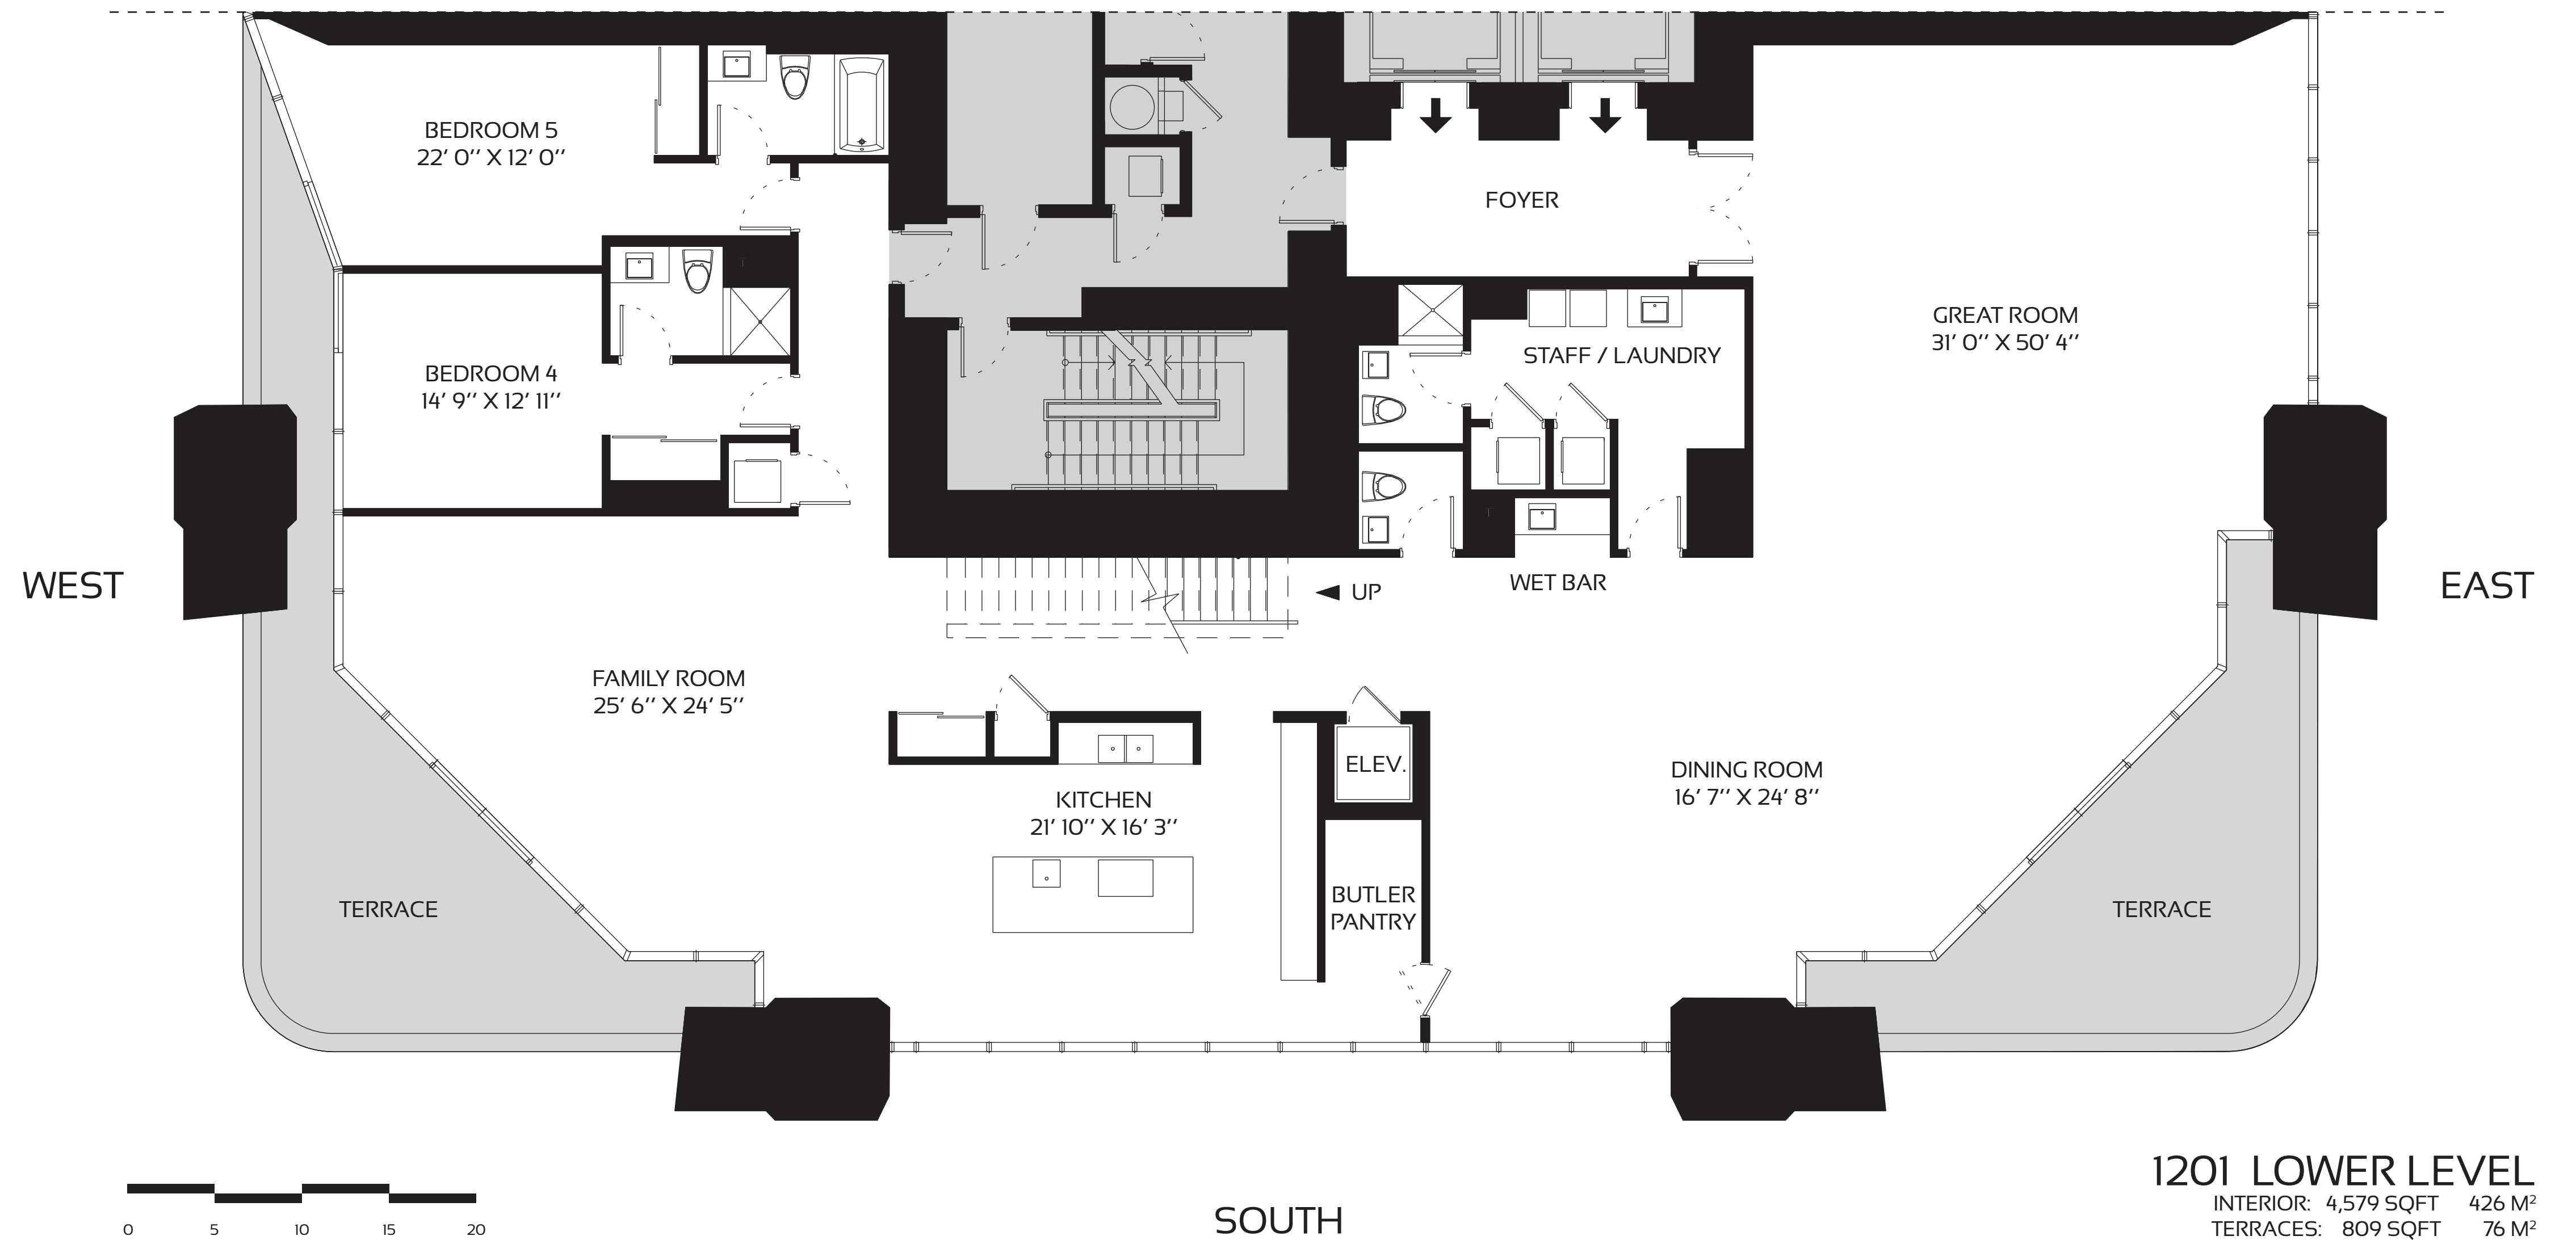 BEDROOM 5
22' 0'' X 12' 0''
FOYER
GREAT ROOM
31' 0'' X 50' 4''
STAFF / LAUNDRY
BEDROOM 4
14' 9'' X 12' 11''
T
T
WEST
EAST
UP
WET BAR
FAMILY ROOM
25' 6'' X 24' 5''
ELEV.
KITCHEN
21' 10'' X 16' 3''
DINING ROOM
16' 7'' X 24' 8''
BUTLER
PANTRY
TERRACE
TERRACE
0 5 10 15 20
SOUTH
1201 LOWER LEVEL
INTERIOR: 4,579 SQFT 426 M²
TERRACES: 809 SQFT 76 M²